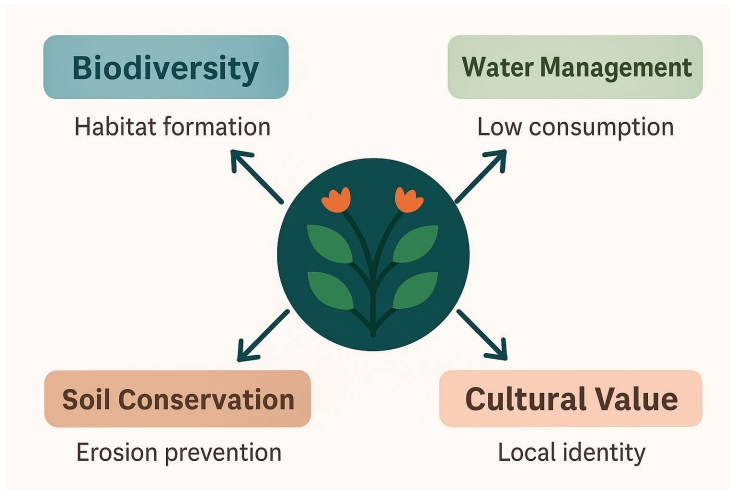 Biodiversity
Habitat formation
Water Management
Low consumption
Soil Conservation
Erosion prevention
Cultural Value
Local identity